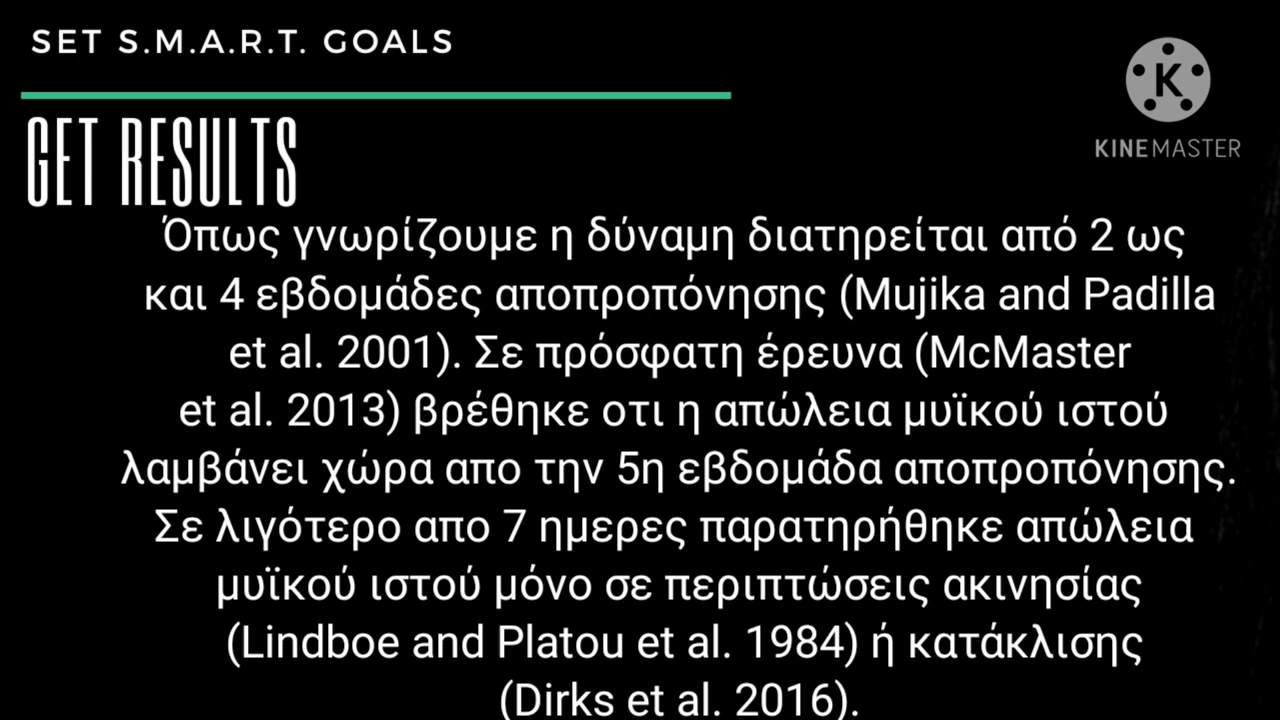 SET S.M.A.R.T. GOALS
KINEMASTER
GET RESULTS
Όπως γνωρίζουμε η δύναμη διατηρείται από 2 ως
και 4 εβδομάδες αποπροπόνησης (Mujika and Padilla
et al. 2001). Σε πρόσφατη έρευνα (McMaster
et al. 2013) βρέθηκε οτι η απώλεια μυϊκού ιστού
λαμβάνει χώρα απο την 5η εβδομάδα αποπροπόνησης.
Σε λιγότερο απο 7 ημερες παρατηρήθηκε απώλεια
μυϊκού ιστού μόνο σε περιπτώσεις ακινησίας
(Lindboe and Platou et al. 1984) ή κατάκλισης
(Dirks et al. 2016).